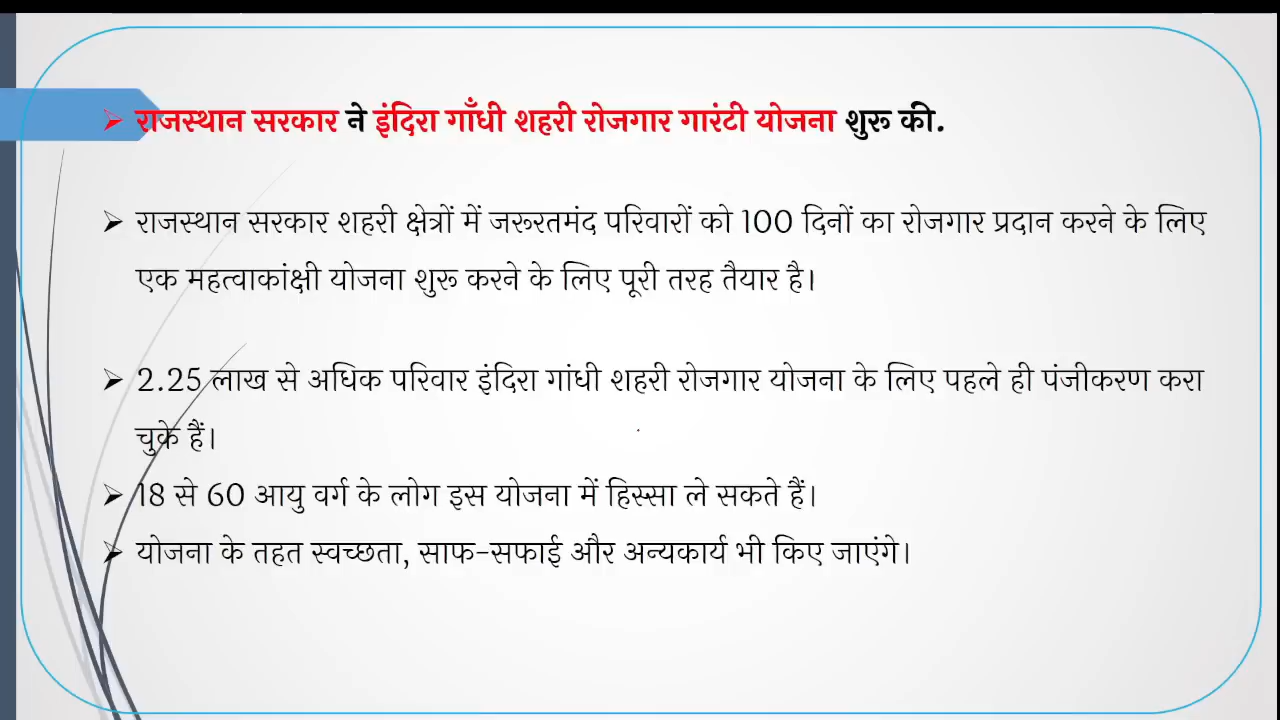 ➢ राजस्थान सरकार ने इंदिरा गाँधी शहरी रोजगार गारंटी योजना शुरू की.
➢ राजस्थान सरकार शहरी क्षेत्रों में जरूरतमंद परिवारों को 100 दिनों का रोजगार प्रदान करने के लिए
एक महत्वाकांक्षी योजना शुरू करने के लिए पूरी तरह तैयार है।
➢ 2.25 लाख से अधिक परिवार इंदिरा गांधी शहरी रोजगार योजना के लिए पहले ही पंजीकरण करा
चुके हैं।
➢ 18 से 60 आयु वर्ग के लोग इस योजना में हिस्सा ले सकते हैं।
➢ योजना के तहत स्वच्छता, साफ-सफाई और अन्यकार्य भी किए जाएंगे।